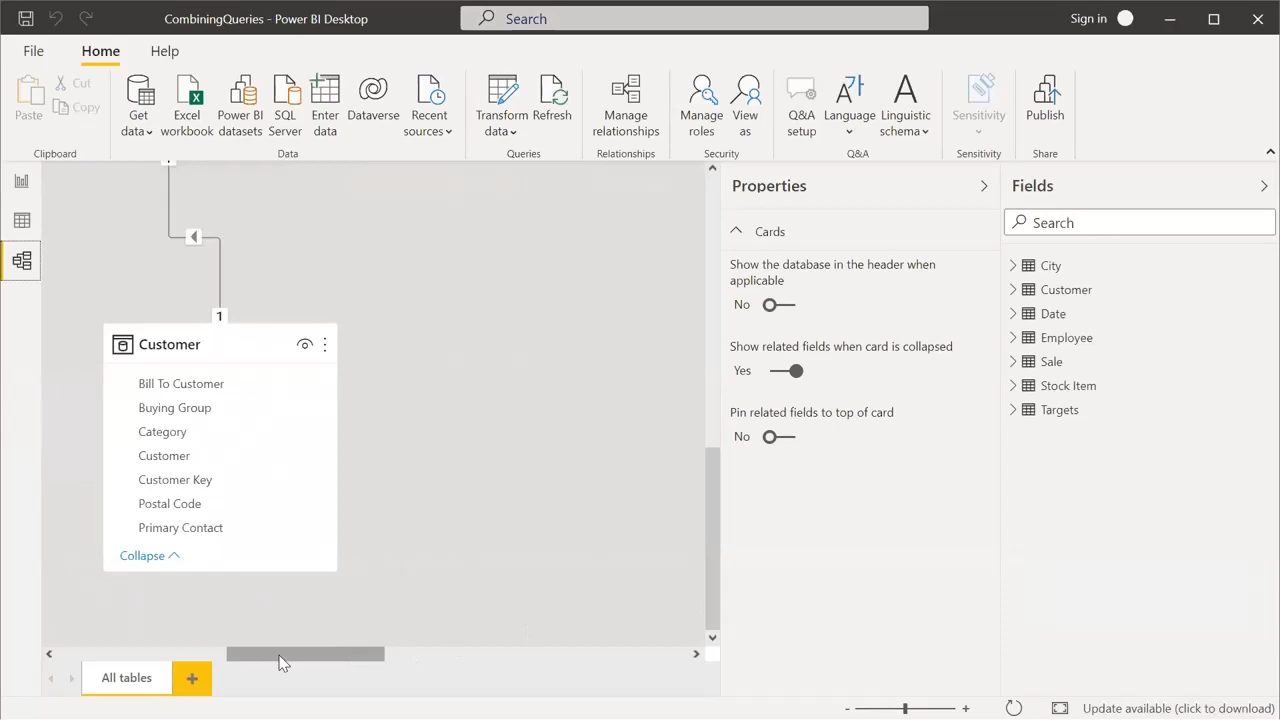 CombiningQueries - Power BI Desktop
Search
Sign in
File
Home
Help
Paste
Cut
Copy
Clipboard
Get data
Excel workbook
Power BI datasets
SQL Server
Enter data
Dataverse
Recent sources
Data
Transform data
Refresh
Queries
Manage relationships
Relationships
Manage roles
View as
Security
Q&A setup
Language
Linguistic schema
Q&A
Sensitivity
Sensitivity
Publish
Share
1
Customer
Bill To Customer
Buying Group
Category
Customer
Customer Key
Postal Code
Primary Contact
Collapse
All tables
Properties
Cards
Show the database in the header when
applicable
No
Show related fields when card is collapsed
Yes
Pin related fields to top of card
No
Fields
Search
City
Customer
Date
Employee
Sale
Stock Item
Targets
- +
Update available (click to download)